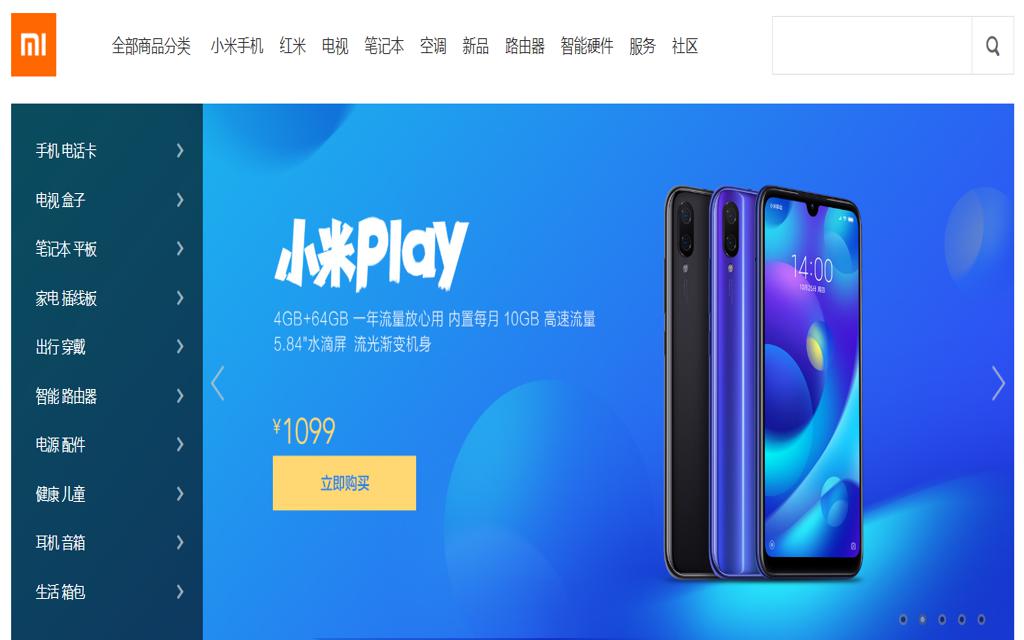 mi
全部商品分类 小米手机 红米 电视 笔记本 空调 新品 路由器 智能硬件 服务 社区
手机 电话卡
电视 盒子
笔记本 平板
家电 插线板
出行 穿戴
智能 路由器
电源 配件
健康 儿童
耳机 音箱
生活 箱包
小米Play
4GB+64GB 一年流量放心用 内置每月 10GB 高速流量
5.84"水滴屏 流光渐变机身
¥1099
立即购买
14:00